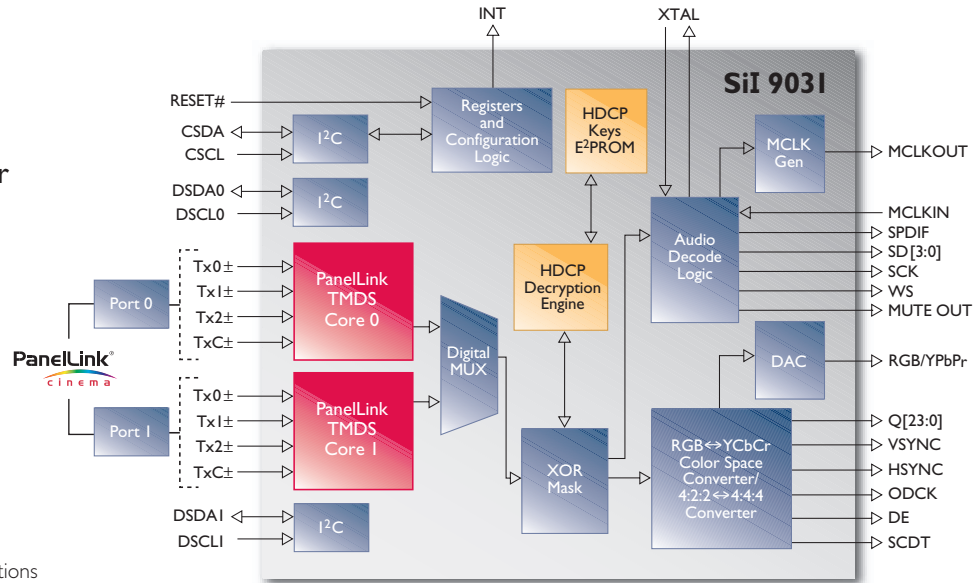 INT
XTAL
SiI 9031
RESET#
CSDA
CSCL
I²C
Registers
and
Configuration
Logic
HDCP
Keys
E²PROM
MCLK
Gen
MCLKOUT
r
DSDA0
DSCL0
I²C
MCLKIN
SPDIF
SD[3:0]
SCK
WS
MUTE OUT
Audio
Decode
Logic
Port 0
Tx0±
Tx1±
Tx2±
TxC±
PanelLink
TMDS
Core 0
HDCP
Decryption
Engine
Digital
MUX
DAC
RGB/YPbPr
PanelLink®
cinema
Port 1
Tx0±
Tx1±
Tx2±
TxC±
PanelLink
TMDS
Core 1
XOR
Mask
RGB⇔YCbCr
Color Space
Converter/
4:2:2⇔4:4:4
Converter
Q[23:0]
VSYNC
HSYNC
ODCK
DE
SCDT
DSDA1
DSCL1
I²C
tions